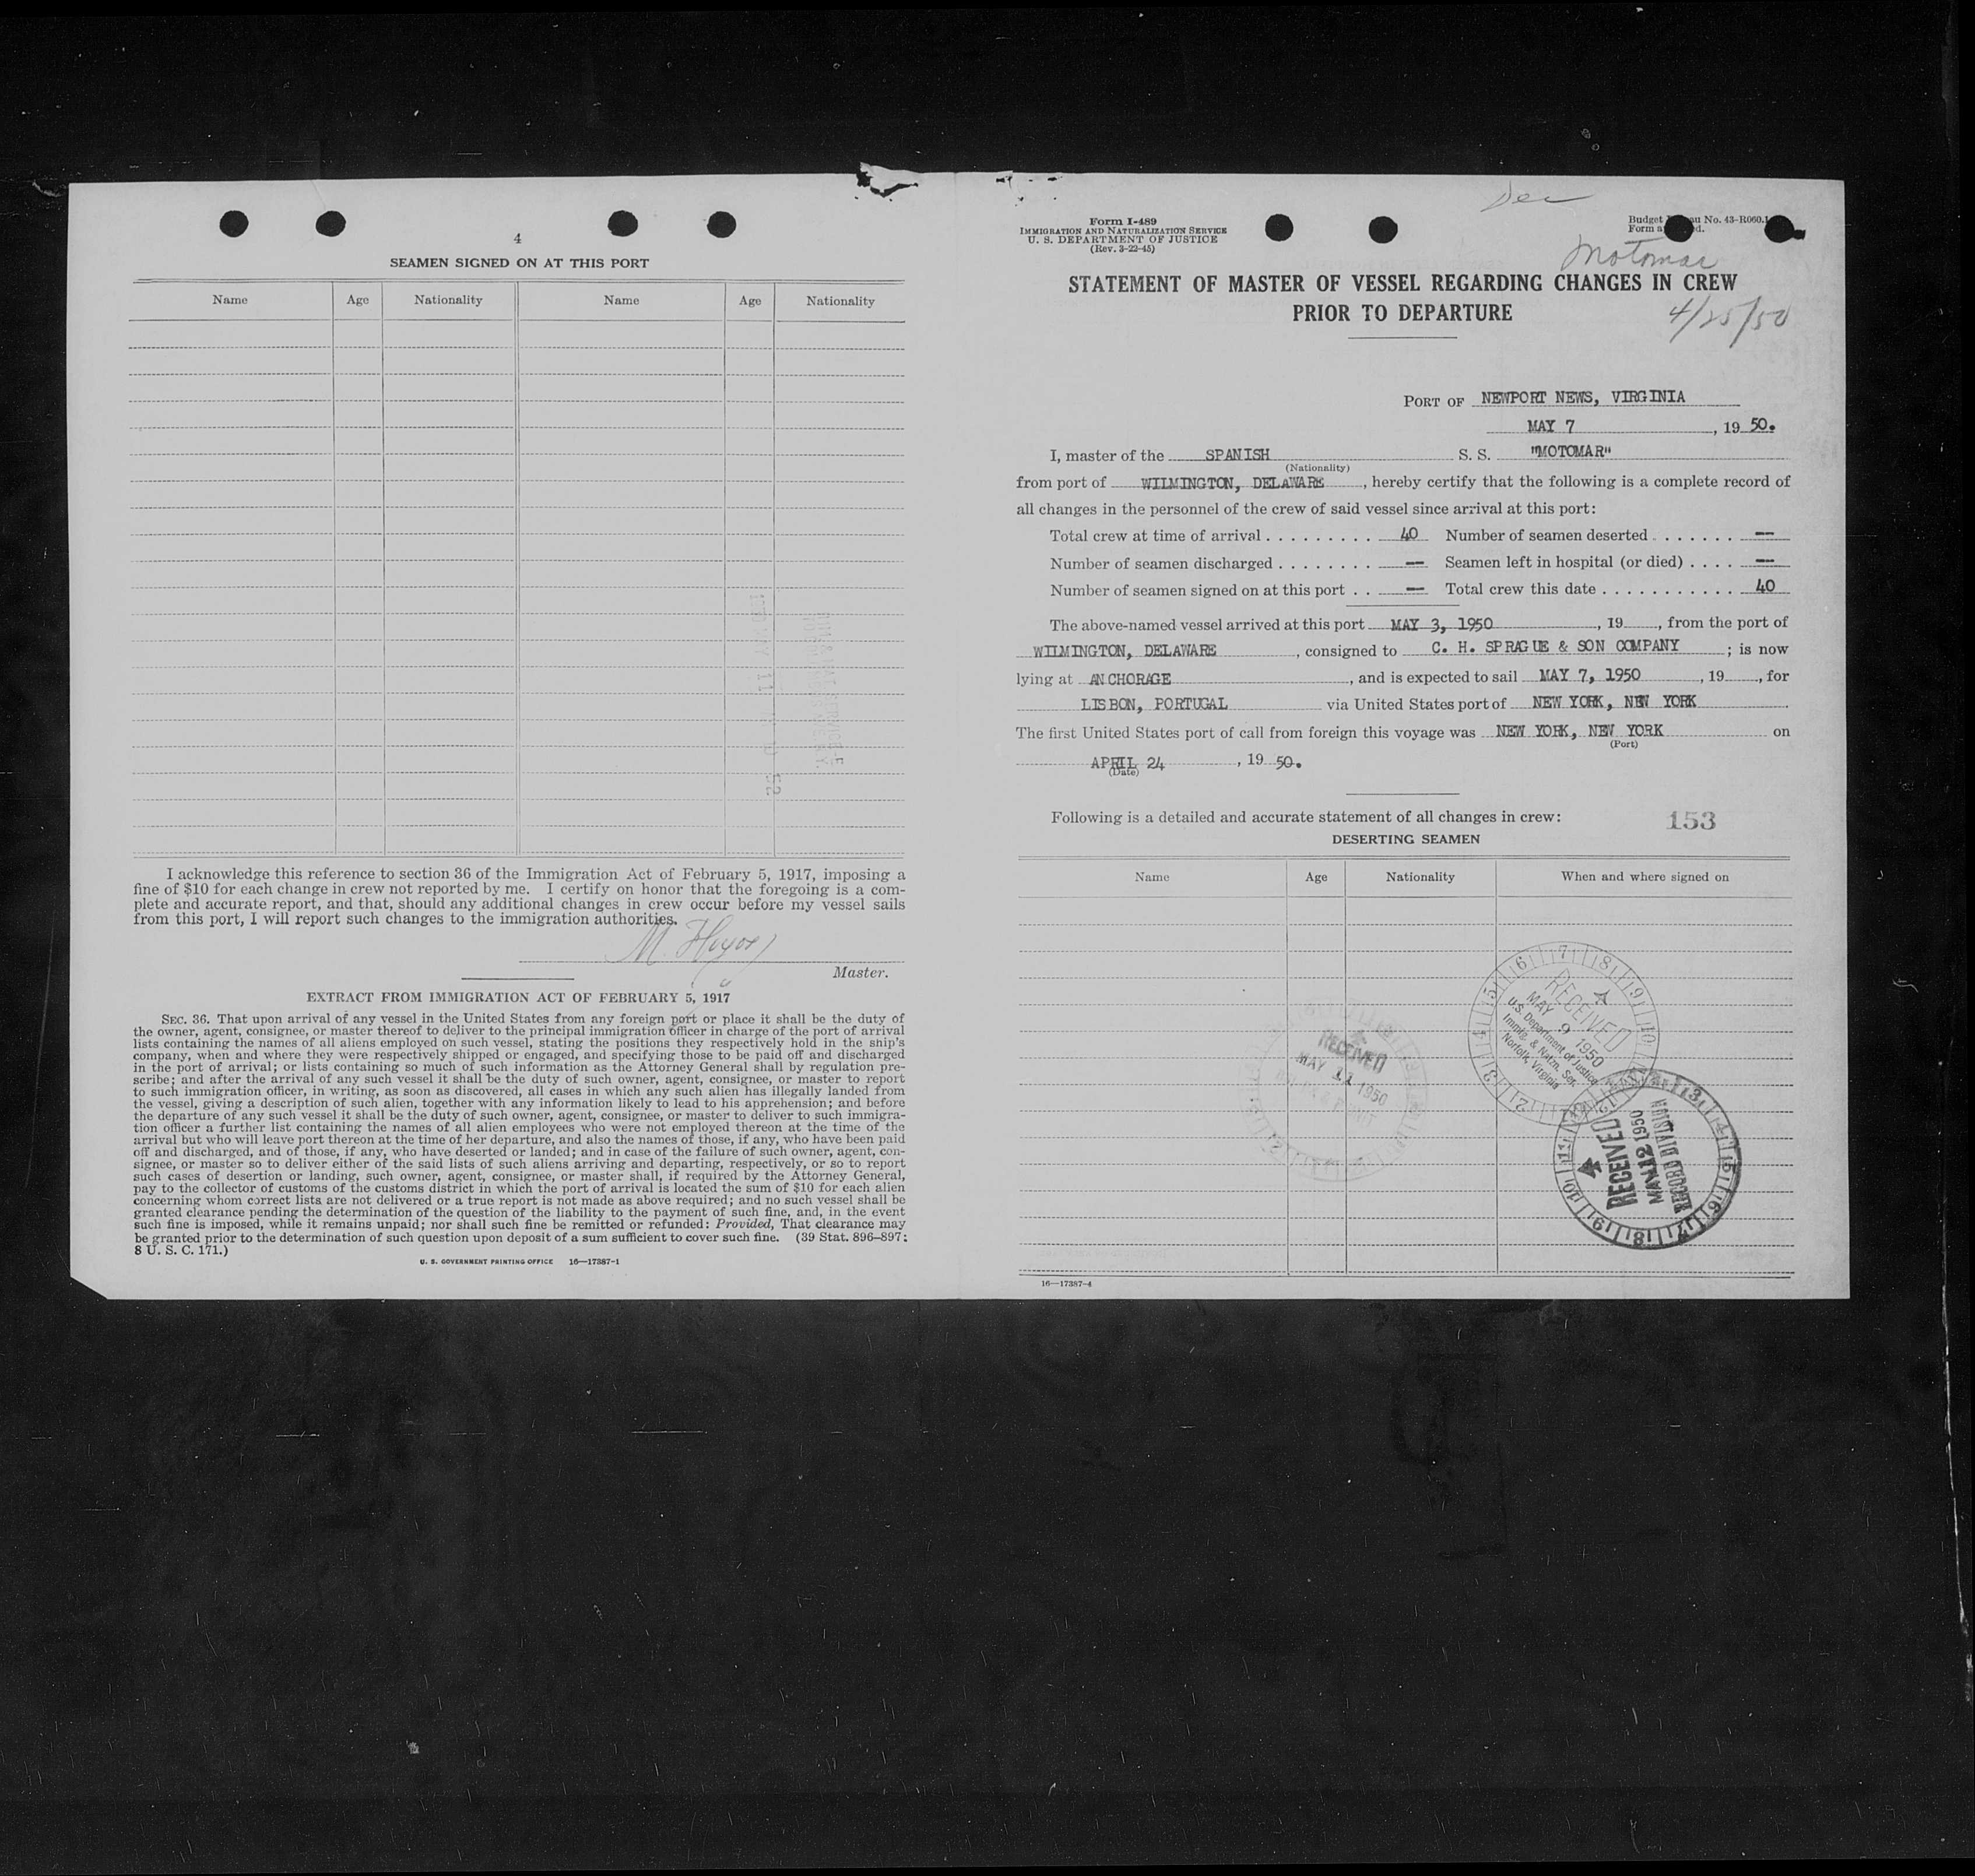 4
SEAMEN SIGNED ON AT THIS PORT
Name Age Nationality Name Age Nationality
I acknowledge this reference to section 36 of the Immigration Act of February 5, 1917, imposing a
fine of $10 for each change in crew not reported by me. I certify on honor that the foregoing is a com-
plete and accurate report, and that, should any additional changes in crew occur before my vessel sails
from this port, I will report such changes to the immigration authorities.
M.
Master.
EXTRACT FROM IMMIGRATION ACT OF FEBRUARY 5, 1917
SEC. 36. That upon arrival of any vessel in the United States from any foreign port or place it shall be the duty of
the owner, agent, consignee, or master thereof to deliver to the principal immigration officer in charge of the port of arrival
lists containing the names of all aliens employed on such vessel, stating the positions they respectively hold in the ship's
company, when and where they were respectively shipped or engaged, and specifying those to be paid off and discharged
in the port of arrival; or lists containing so much of such information as the Attorney General shall by regulation pre-
scribe; and after the arrival of any such vessel it shall be the duty of such owner, agent, consignee, or master to report
to such immigration officer, in writing, as soon as discovered, all cases in which any such alien has illegally landed from
the vessel, giving a description of such alien, together with any information likely to lead to his apprehension; and before
the departure of any such vessel it shall be the duty of such owner, agent, consignee, or master to deliver to such immigra-
tion officer a further list containing the names of all alien employees who were not employed thereon at the time of the
arrival but who will leave port thereon at the time of her departure, and also the names of those, if any, who have been paid
off and discharged, and of those, if any, who have deserted or landed; and in case of the failure of such owner, agent, con-
signee, or master so to deliver either of the said lists of such aliens arriving and departing, respectively, or so to report
such cases of desertion or landing, such owner, agent, consignee, or master shall, if required by the Attorney General,
pay to the collector of customs of the customs district in which the port of arrival is located the sum of $10 for each alien
concerning whom correct lists are not delivered or a true report is not made as above required; and no such vessel shall be
granted clearance pending the determination of the question of the liability to the payment of such fine, and, in the event
such fine is imposed, while it remains unpaid; nor shall such fine be remitted or refunded: Provided, That clearance may
be granted prior to the determination of such question upon deposit of a sum sufficient to cover such fine. (39 Stat. 896–897;
8 U. S. C. 171.)
U. S. GOVERNMENT PRINTING OFFICE 16—17387-1
Dec
Form I-489
IMMIGRATION AND NATURALIZATION SERVICE
U. S. DEPARTMENT OF JUSTICE
(Rev. 3-22-45)
Budget No. 43-R060.
Form
Motomar
STATEMENT OF MASTER OF VESSEL REGARDING CHANGES IN CREW
PRIOR TO DEPARTURE
4/25/50
PORT OF NEWPORT NEWS, VIRGINIA
MAY 7, 19 50.
I, master of the SPANISH S. S. "MOTOMAR"
(Nationality)
from port of WILMINGTON, DELAWARE, hereby certify that the following is a complete record of
all changes in the personnel of the crew of said vessel since arrival at this port:
Total crew at time of arrival . . . . . . . . . 40 Number of seamen deserted . . . . . . . --
Number of seamen discharged . . . . . . . . -- Seamen left in hospital (or died) . . . . --
Number of seamen signed on at this port . . -- Total crew this date . . . . . . . . . . . 40
The above-named vessel arrived at this port MAY 3, 1950, 19, from the port of
WILMINGTON, DELAWARE, consigned to C. H. SPRAGUE & SON COMPANY; is now
lying at ANCHORAGE, and is expected to sail MAY 7, 1950, 19, for
LISBON, PORTUGAL via United States port of NEW YORK, NEW YORK
The first United States port of call from foreign this voyage was NEW YORK, NEW YORK on
(Port)
APRIL 24, 19 50.
(Date)
Following is a detailed and accurate statement of all changes in crew: 153
DESERTING SEAMEN
Name Age Nationality When and where signed on
RECEIVED
MAY 9 1950
U.S. Department of Justice
Immig. & Natzn. Ser.
Norfolk, Virginia
RECEIVED
MAY 11 1950
RECEIVED
MAY 12 1950
RECORD DIVISION
16—17387-4